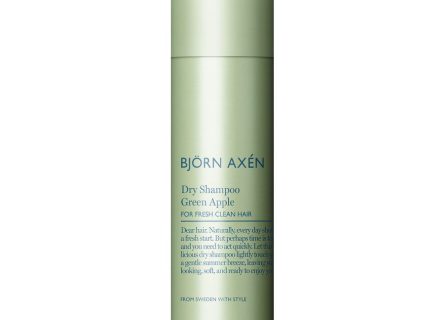 BJÖRN AXÉN
Dry Shampoo
Green Apple
FOR FRESH CLEAN HAIR
Dear hair. Naturally, every day
a fresh start. But perhaps time is
and you need to act quickly. Let
licious dry shampoo lightly
a gentle summer breeze, leaving
looking, soft, and ready to enjoy
FROM SWEDEN WITH STYLE